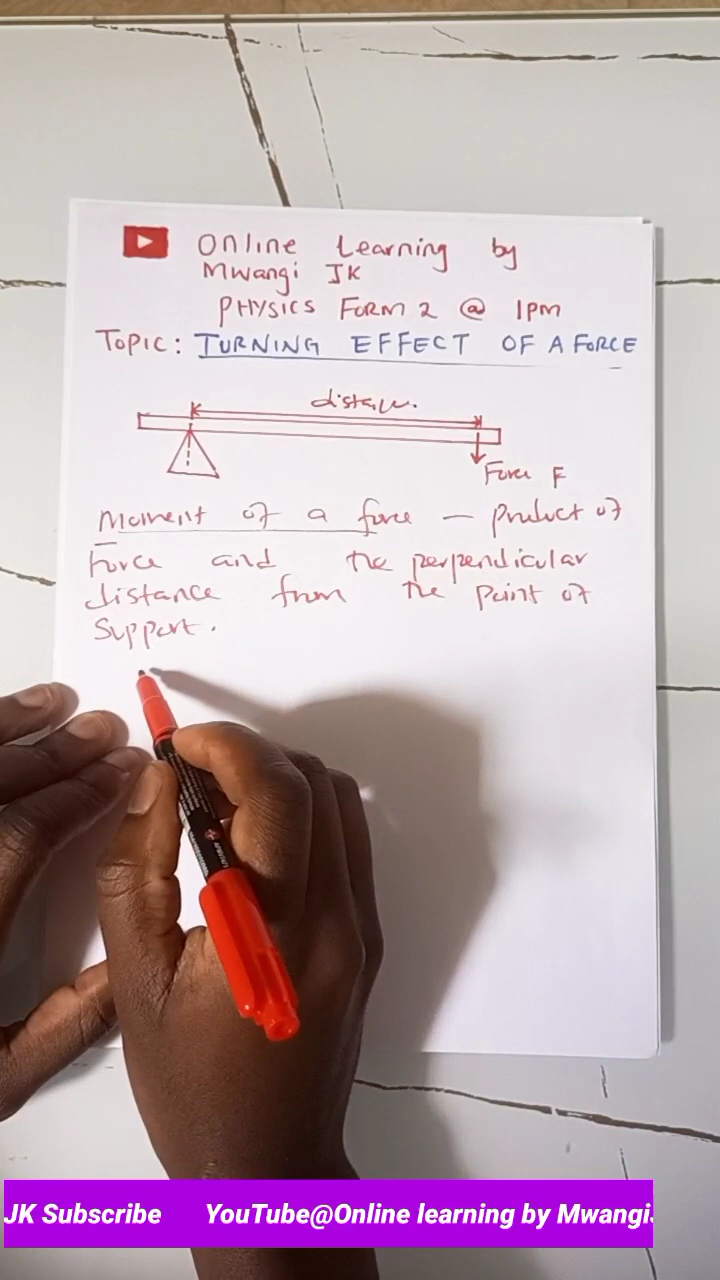 Online Learning by
Mwangi JK
PHYSICS FORM 2 @ 1PM
TOPIC: TURNING EFFECT OF A FORCE
distance.
Force F
Moment of a force — product of
Force and the perpendicular
distance from the point of
Support.
JK Subscribe YouTube@Online learning by Mwangi